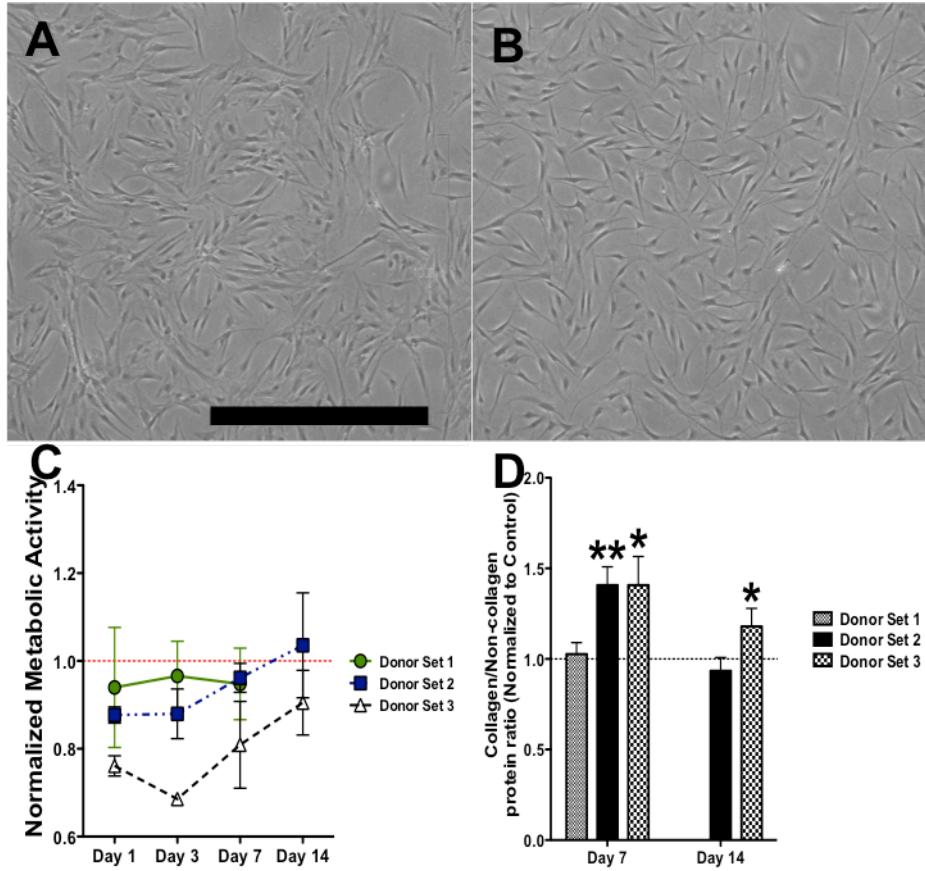 A
B
C
Normalized Metabolic Activity
1.4
1.2
1.0
0.8
0.6
Day 1 Day 3 Day 7 Day 14
Donor Set 1
Donor Set 2
Donor Set 3
D
Collagen/Non-collagen
protein ratio (Normalized to Control)
2.0
1.5
1.0
0.5
0.0
** *
*
Day 7 Day 14
Donor Set 1
Donor Set 2
Donor Set 3